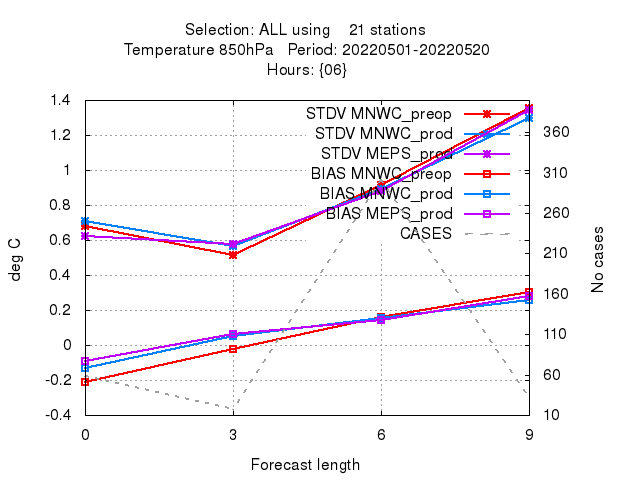 Selection: ALL using    21 stations
Temperature 850hPa   Period: 20220501-20220520
Hours: {06}
STDV MNWC_preop
STDV MNWC_prod
STDV MEPS_prod
BIAS MNWC_preop
BIAS MNWC_prod
BIAS MEPS_prod
CASES
1.4
1.2
1
0.8
0.6
0.4
0.2
0
-0.2
-0.4
deg C
360
310
260
210
160
110
60
10
No cases
0 3 6 9
Forecast length